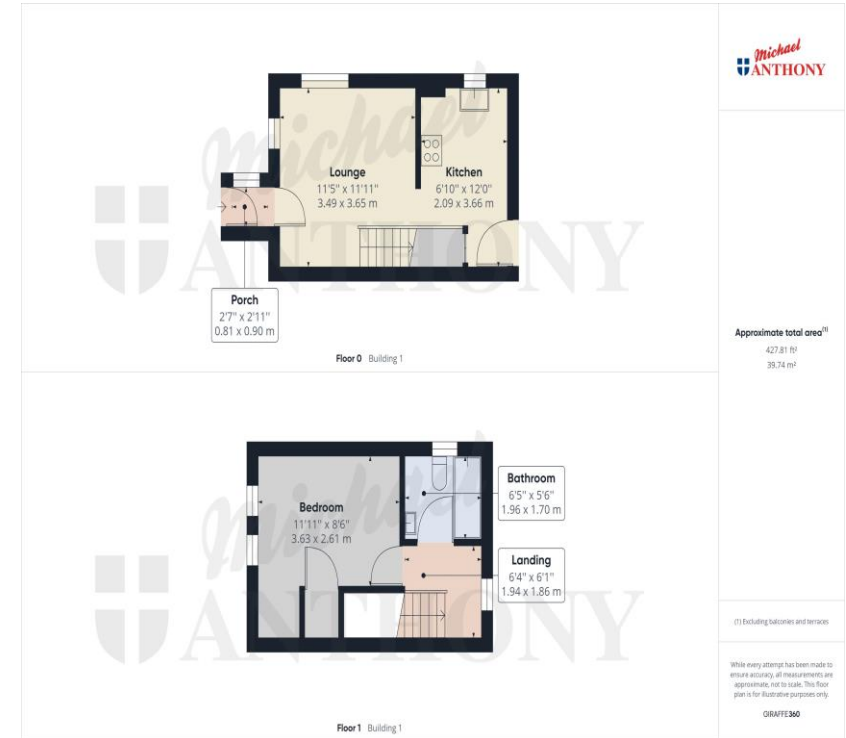 Michael
ANTHONY
Lounge
11'5" x 11'11"
3.49 x 3.65 m
Kitchen
6'10" x 12'0"
2.09 x 3.66 m
Porch
2'7" x 2'11"
0.81 x 0.90 m
Floor 0 Building 1
Michael
ANTHONY
Bedroom
11'11" x 8'6"
3.63 x 2.61 m
Bathroom
6'5" x 5'6"
1.96 x 1.70 m
Landing
6'4" x 6'1"
1.94 x 1.86 m
Floor 1 Building 1
Michael
ANTHONY
Approximate total area(1)
427.81 ft²
39.74 m²
(1) Excluding balconies and terraces
While every attempt has been made to
ensure accuracy, all measurements are
approximate, not to scale. This floor
plan is for illustrative purposes only.
GIRAFFE360